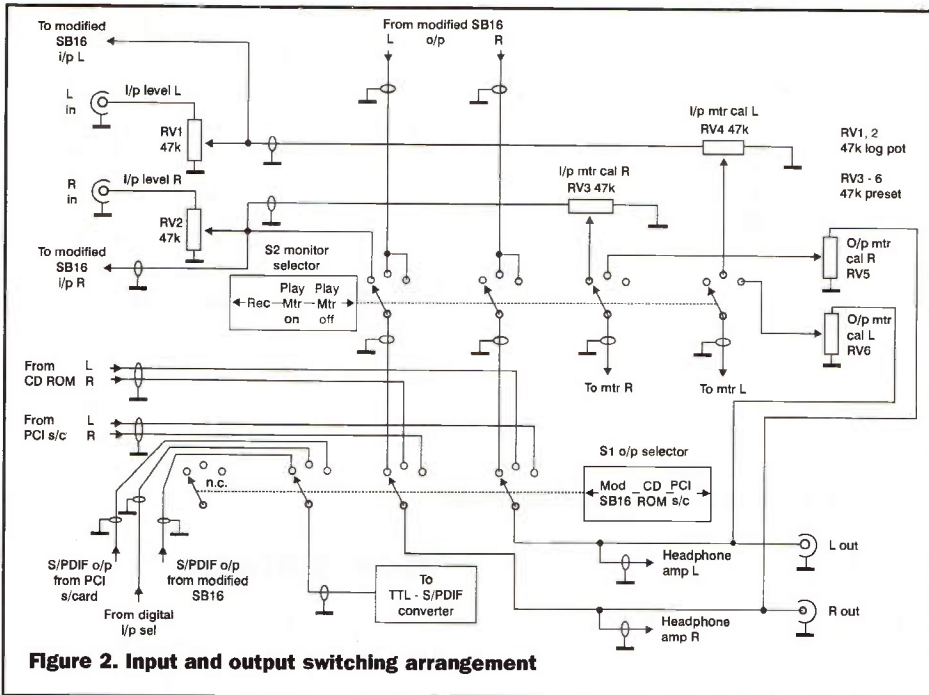 To modified
SB16
i/p L
From modified SB16
L o/p R
L
in
I/p level L
RV1
47k
I/p mtr cal L
RV4 47k
RV1, 2
47k log pot
RV3 - 6
47k preset
I/p mtr cal R
RV3 47k
R
in
I/p level R
RV2
47k
To modified
SB16
i/p R
S2 monitor
selector
Rec Play Play
Mtr Mtr
on off
O/p mtr
cal R
RV5
O/p mtr
cal L
RV6
To mtr R
To mtr L
From L
CD ROM R
From L
PCI s/c R
n.c.
S1 o/p selector
Mod CD PCI
SB16 ROM s/c
S/PDIF o/p
from PCI
s/card
S/PDIF o/p
from modified
SB16
From digital
i/p sel
To
TTL - S/PDIF
converter
Headphone
amp L
L out
Headphone
amp R
R out
Figure 2. Input and output switching arrangement